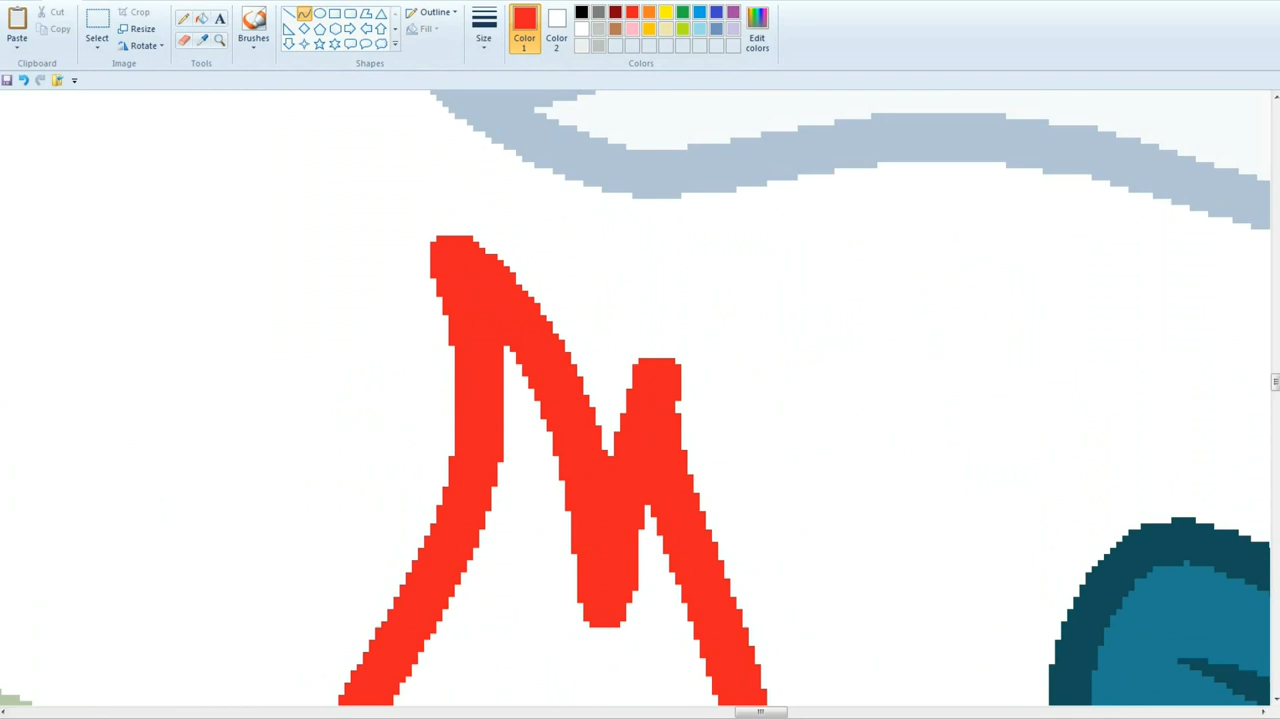 Cut
Crop
Outline
Copy
Resize
Fill
Paste
Select
Rotate
Brushes
Size
Color 1
Color 2
Edit colors
Clipboard
Image
Tools
Shapes
Colors